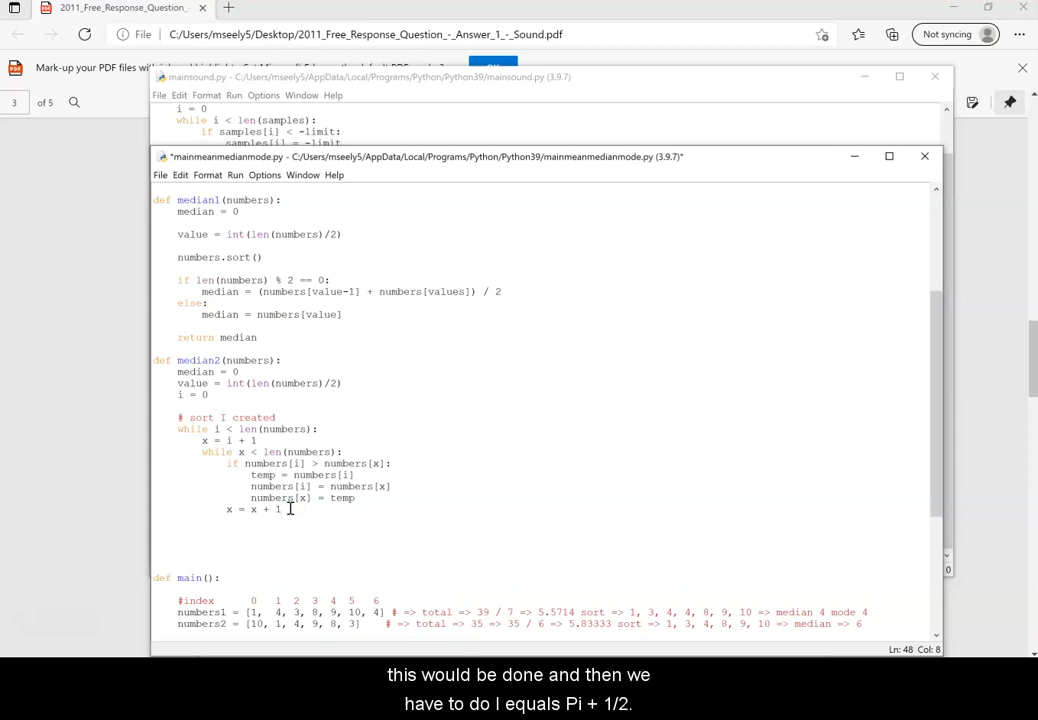 2011_Free_Response_Question_-
File
C:/Users/mseely5/Desktop/2011_Free_Response_Question_-_Answer_1_-_Sound.pdf
Not syncing
Mark-up your PDF files with
3 of 5
mainsound.py - C:/Users/mseely5/AppData/Local/Programs/Python/Python39/mainsound.py (3.9.7)
File Edit Format Run Options Window Help
i = 0
while i < len(samples):
if samples[i] < -limit:
samples[i] = -limit
*mainmeanmedianmode.py - C:/Users/mseely5/AppData/Local/Programs/Python/Python39/mainmeanmedianmode.py (3.9.7)*
File Edit Format Run Options Window Help
def median1(numbers):
median = 0
value = int(len(numbers)/2)
numbers.sort()
if len(numbers) % 2 == 0:
median = (numbers[value-1] + numbers[values]) / 2
else:
median = numbers[value]
return median
def median2(numbers):
median = 0
value = int(len(numbers)/2)
i = 0
# sort I created
while i < len(numbers):
x = i + 1
while x < len(numbers):
if numbers[i] > numbers[x]:
temp = numbers[i]
numbers[i] = numbers[x]
numbers[x] = temp
x = x + 1
def main():
#index 0 1 2 3 4 5 6
numbers1 = [1, 4, 3, 8, 9, 10, 4] # => total => 39 / 7 => 5.5714 sort => 1, 3, 4, 4, 8, 9, 10 => median 4 mode 4
numbers2 = [10, 1, 4, 9, 8, 3] # => total => 35 => 35 / 6 => 5.83333 sort => 1, 3, 4, 8, 9, 10 => median => 6
Ln: 48 Col: 8
0
this would be done and then we
have to do I equals Pi + 1/2.